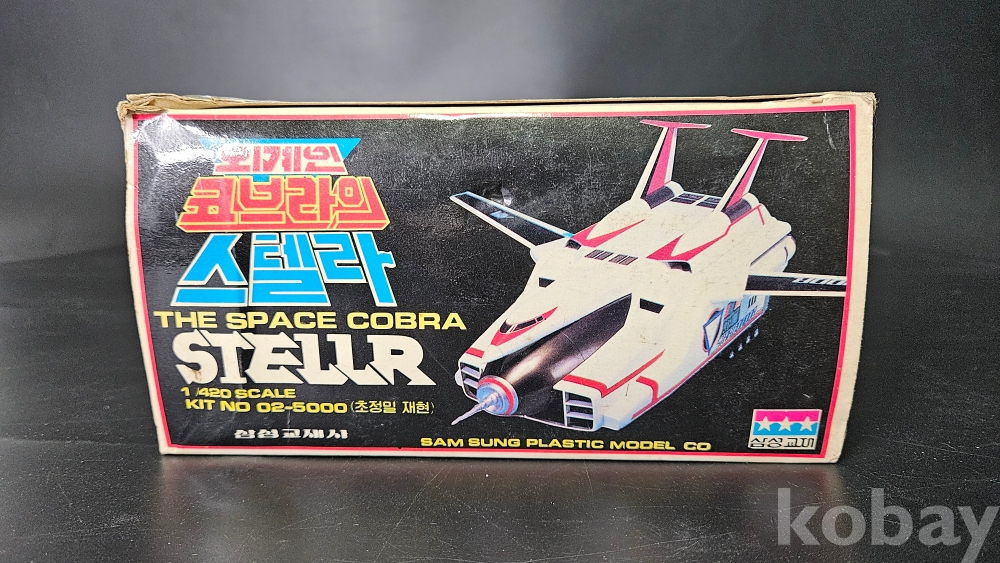 외계인
코브라의
스텔라
THE SPACE COBRA
STELLR
1/420 SCALE
KIT NO 02-5000 (초정밀 재현)
삼성교재사
SAM SUNG PLASTIC MODEL CO
삼성교재
kobay